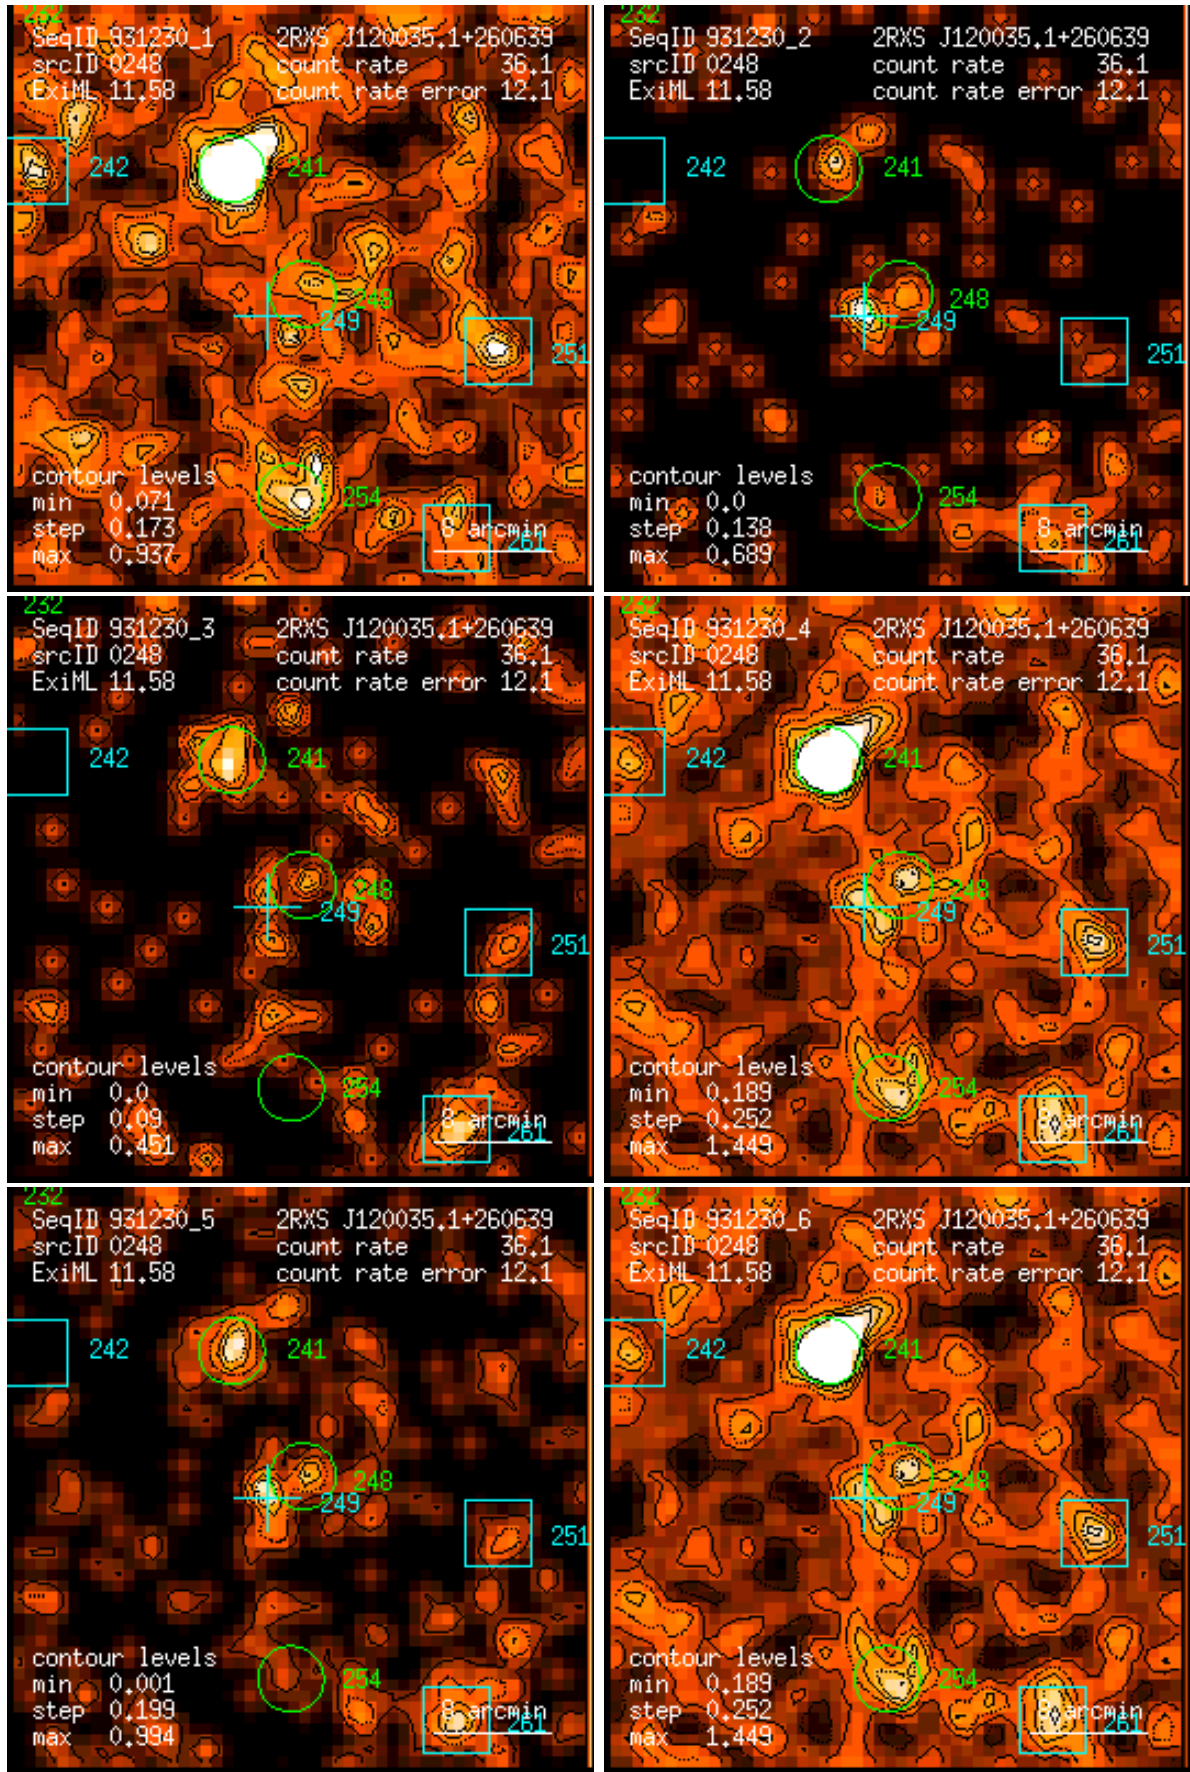 232
SeqID 931230_1 2RXS J120035.1+260639
srcID 0248 count rate 36.1
ExiML 11.58 count rate error 12.1
242 241
248
249
251
254
contour levels
min 0.071
step 0.173
max 0.937
8 arcmin
261
232
SeqID 931230_2 2RXS J120035.1+260639
srcID 0248 count rate 36.1
ExiML 11.58 count rate error 12.1
242 241
248
249
251
254
contour levels
min 0.0
step 0.138
max 0.689
8 arcmin
261
232
SeqID 931230_3 2RXS J120035.1+260639
srcID 0248 count rate 36.1
ExiML 11.58 count rate error 12.1
242 241
248
249
251
254
contour levels
min 0.0
step 0.09
max 0.451
8 arcmin
261
232
SeqID 931230_4 2RXS J120035.1+260639
srcID 0248 count rate 36.1
ExiML 11.58 count rate error 12.1
242 241
248
249
251
254
contour levels
min 0.189
step 0.252
max 1.449
8 arcmin
261
232
SeqID 931230_5 2RXS J120035.1+260639
srcID 0248 count rate 36.1
ExiML 11.58 count rate error 12.1
242 241
248
249
251
254
contour levels
min 0.001
step 0.199
max 0.994
8 arcmin
261
232
SeqID 931230_6 2RXS J120035.1+260639
srcID 0248 count rate 36.1
ExiML 11.58 count rate error 12.1
242 241
248
249
251
254
contour levels
min 0.189
step 0.252
max 1.449
8 arcmin
261